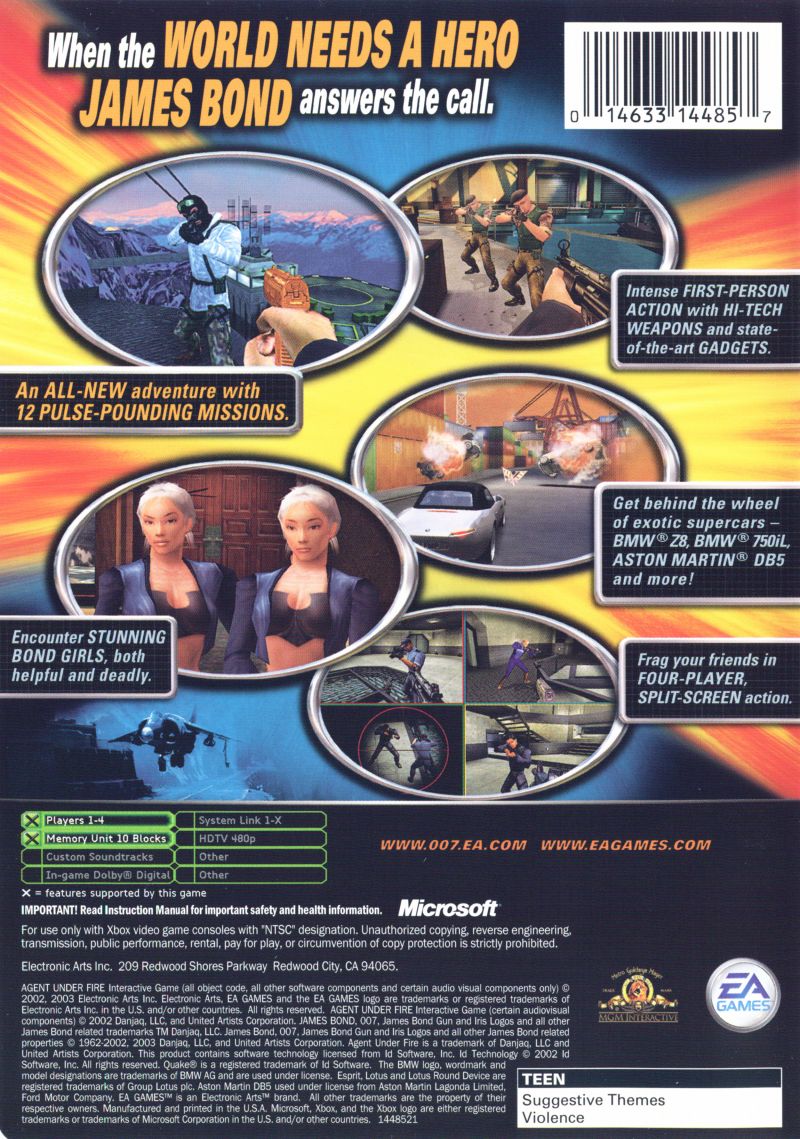 When the WORLD NEEDS A HERO
JAMES BOND answers the call.
0 14633 14485 7
Intense FIRST-PERSON
ACTION with HI-TECH
WEAPONS and state-
of-the-art GADGETS.
An ALL-NEW adventure with
12 PULSE-POUNDING MISSIONS.
Get behind the wheel
of exotic supercars –
BMW® Z8, BMW® 750iL,
ASTON MARTIN® DB5
and more!
Encounter STUNNING
BOND GIRLS, both
helpful and deadly.
Frag your friends in
FOUR-PLAYER,
SPLIT-SCREEN action.
X Players 1-4
System Link 1-X
X Memory Unit 10 Blocks
HDTV 480p
Custom Soundtracks
Other
In-game Dolby® Digital
Other
X = features supported by this game
WWW.007.EA.COM WWW.EAGAMES.COM
IMPORTANT! Read Instruction Manual for important safety and health information.
Microsoft®
For use only with Xbox video game consoles with "NTSC" designation. Unauthorized copying, reverse engineering,
transmission, public performance, rental, pay for play, or circumvention of copy protection is strictly prohibited.
Electronic Arts Inc. 209 Redwood Shores Parkway Redwood City, CA 94065.
AGENT UNDER FIRE Interactive Game (all object code, all other software components and certain audio visual components only) ©
2002, 2003 Electronic Arts Inc. Electronic Arts, EA GAMES and the EA GAMES logo are trademarks or registered trademarks of
Electronic Arts Inc. in the U.S. and/or other countries. All rights reserved. AGENT UNDER FIRE Interactive Game (certain audiovisual
components) © 2002 Danjaq, LLC, and United Artists Corporation. JAMES BOND, 007, James Bond Gun and Iris Logos and all other
James Bond related trademarks TM Danjaq, LLC. James Bond, 007, James Bond Gun and Iris Logos and all other James Bond related
properties © 1962-2002, 2003 Danjaq, LLC, and United Artists Corporation. Agent Under Fire is a trademark of Danjaq, LLC and
United Artists Corporation. This product contains software technology licensed from Id Software, Inc. Id Technology © 2002 Id
Software, Inc. All rights reserved. Quake® is a registered trademark of Id Software. The BMW logo, wordmark and
model designations are trademarks of BMW AG and are used under license. Esprit, Lotus and Lotus Round Device are
registered trademarks of Group Lotus plc. Aston Martin DB5 used under license from Aston Martin Lagonda Limited,
Ford Motor Company. EA GAMES™ is an Electronic Arts™ brand. All other trademarks are the property of their
respective owners. Manufactured and printed in the U.S.A. Microsoft, Xbox, and the Xbox logo are either registered
trademarks or trademarks of Microsoft Corporation in the U.S. and/or other countries. 1448521
Metro Goldwyn Mayer
TRADE MARK
MGM INTERACTIVE
EA
GAMES™
TEEN
Suggestive Themes
Violence